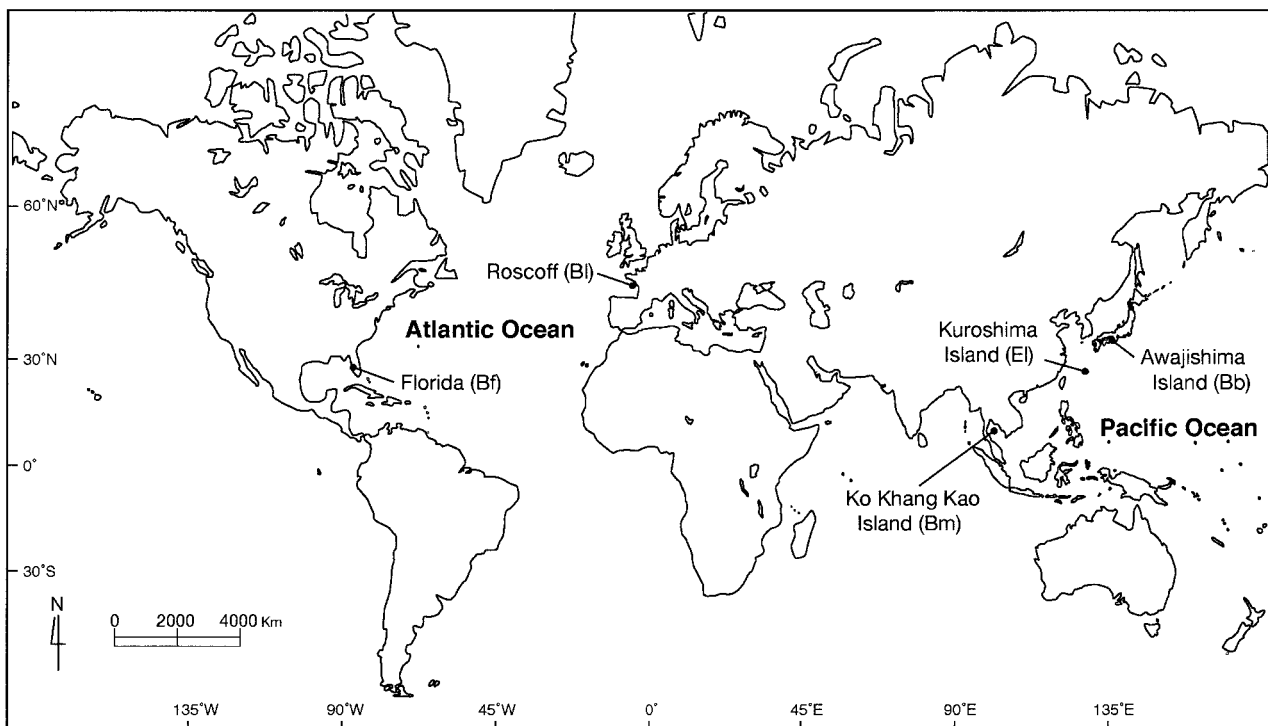 60˚N
Roscoff (Bl)
Atlantic Ocean
Kuroshima
Island (El)
30˚N
Awajishima
Island (Bb)
Florida (Bf)
Pacific Ocean
0˚
Ko Khang Kao
Island (Bm)
30˚S
N
0 2000 4000 Km
135˚W 90˚W 45˚W 0˚ 45˚E 90˚E 135˚E